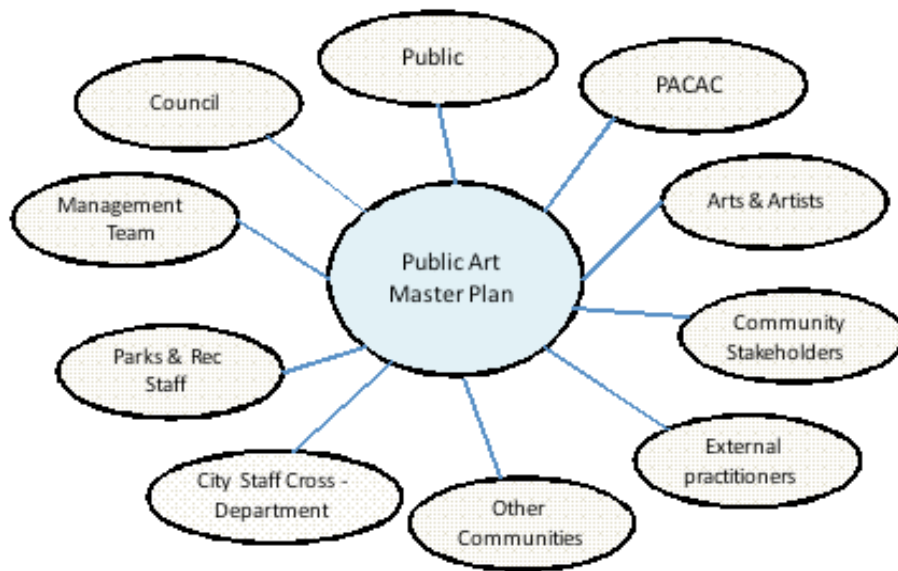 Public
PACAC
Council
Arts & Artists
Management
Team
Public Art
Master Plan
Community
Stakeholders
Parks & Rec
Staff
External
practitioners
City Staff Cross -
Department
Other
Communities